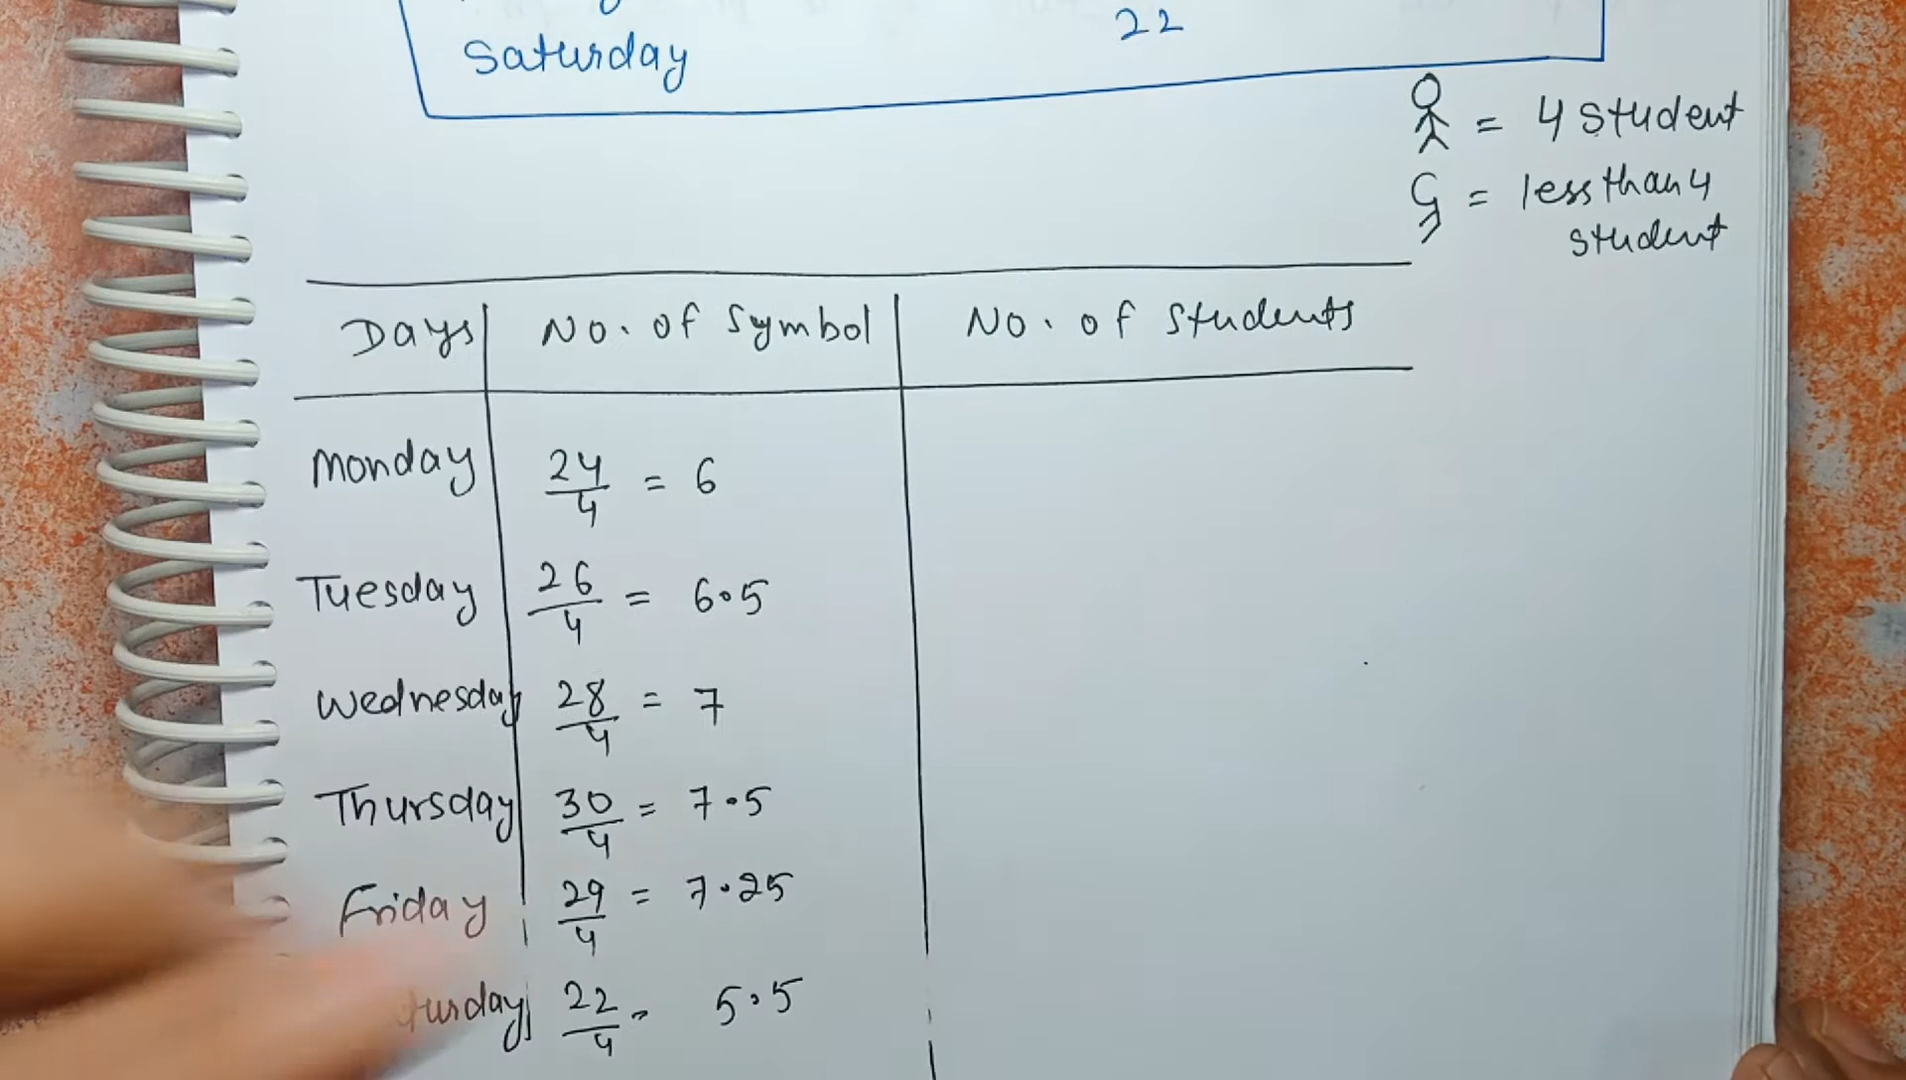 Saturday 22
= 4 student
= less than 4
student
Days No. of Symbol No. of students
Monday 24/4 = 6
Tuesday 26/4 = 6.5
Wednesday 28/4 = 7
Thursday 30/4 = 7.5
Friday 29/4 = 7.25
turday 22/4 = 5.5